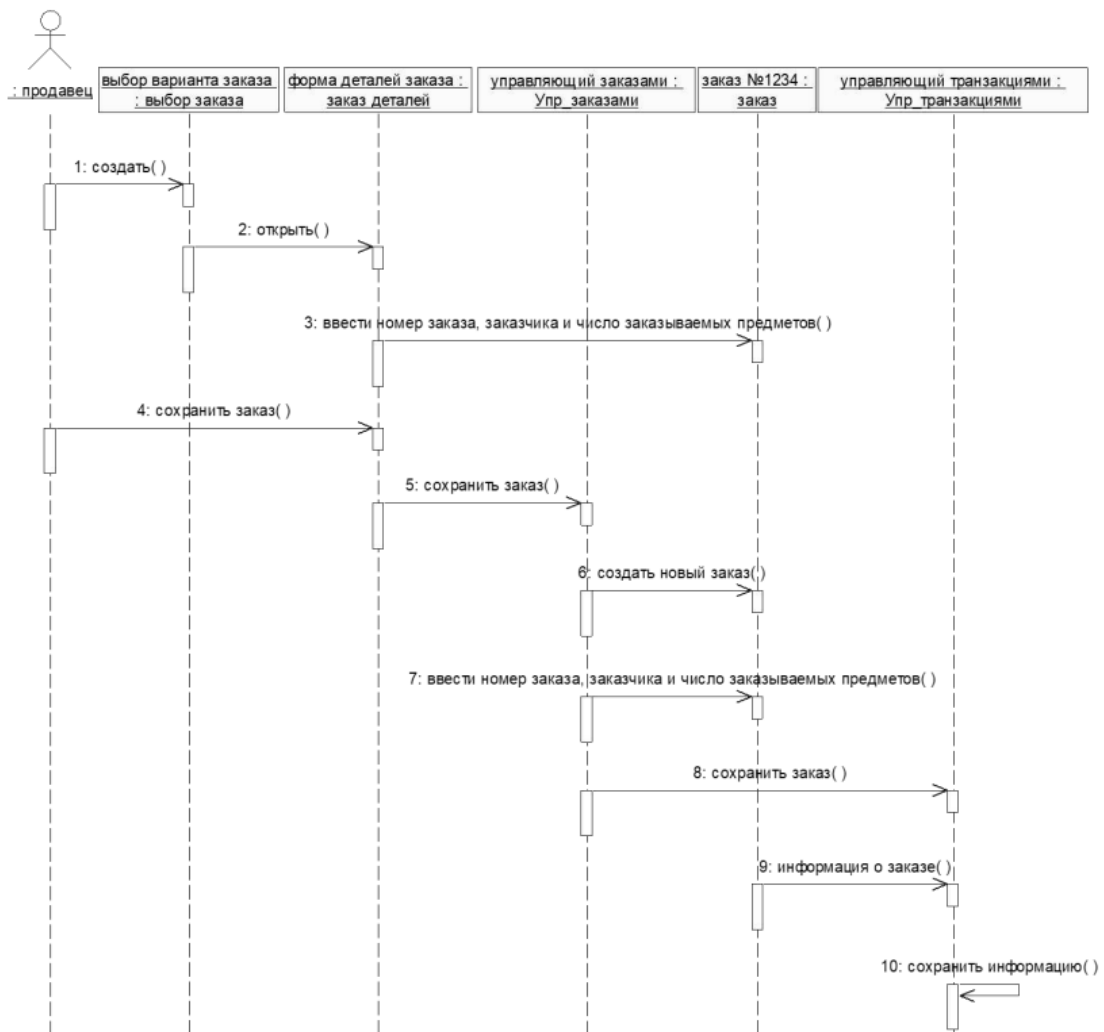 : продавец
выбор варианта заказа
: выбор заказа
форма деталей заказа :
заказ деталей
управляющий заказами :
Упр_заказами
заказ №1234 :
заказ
управляющий транзакциями :
Упр_транзакциями
1: создать( )
2: открыть( )
3: ввести номер заказа, заказчика и число заказываемых предметов( )
4: сохранить заказ( )
5: сохранить заказ( )
6: создать новый заказ( )
7: ввести номер заказа, заказчика и число заказываемых предметов( )
8: сохранить заказ( )
9: информация о заказе( )
10: сохранить информацию( )